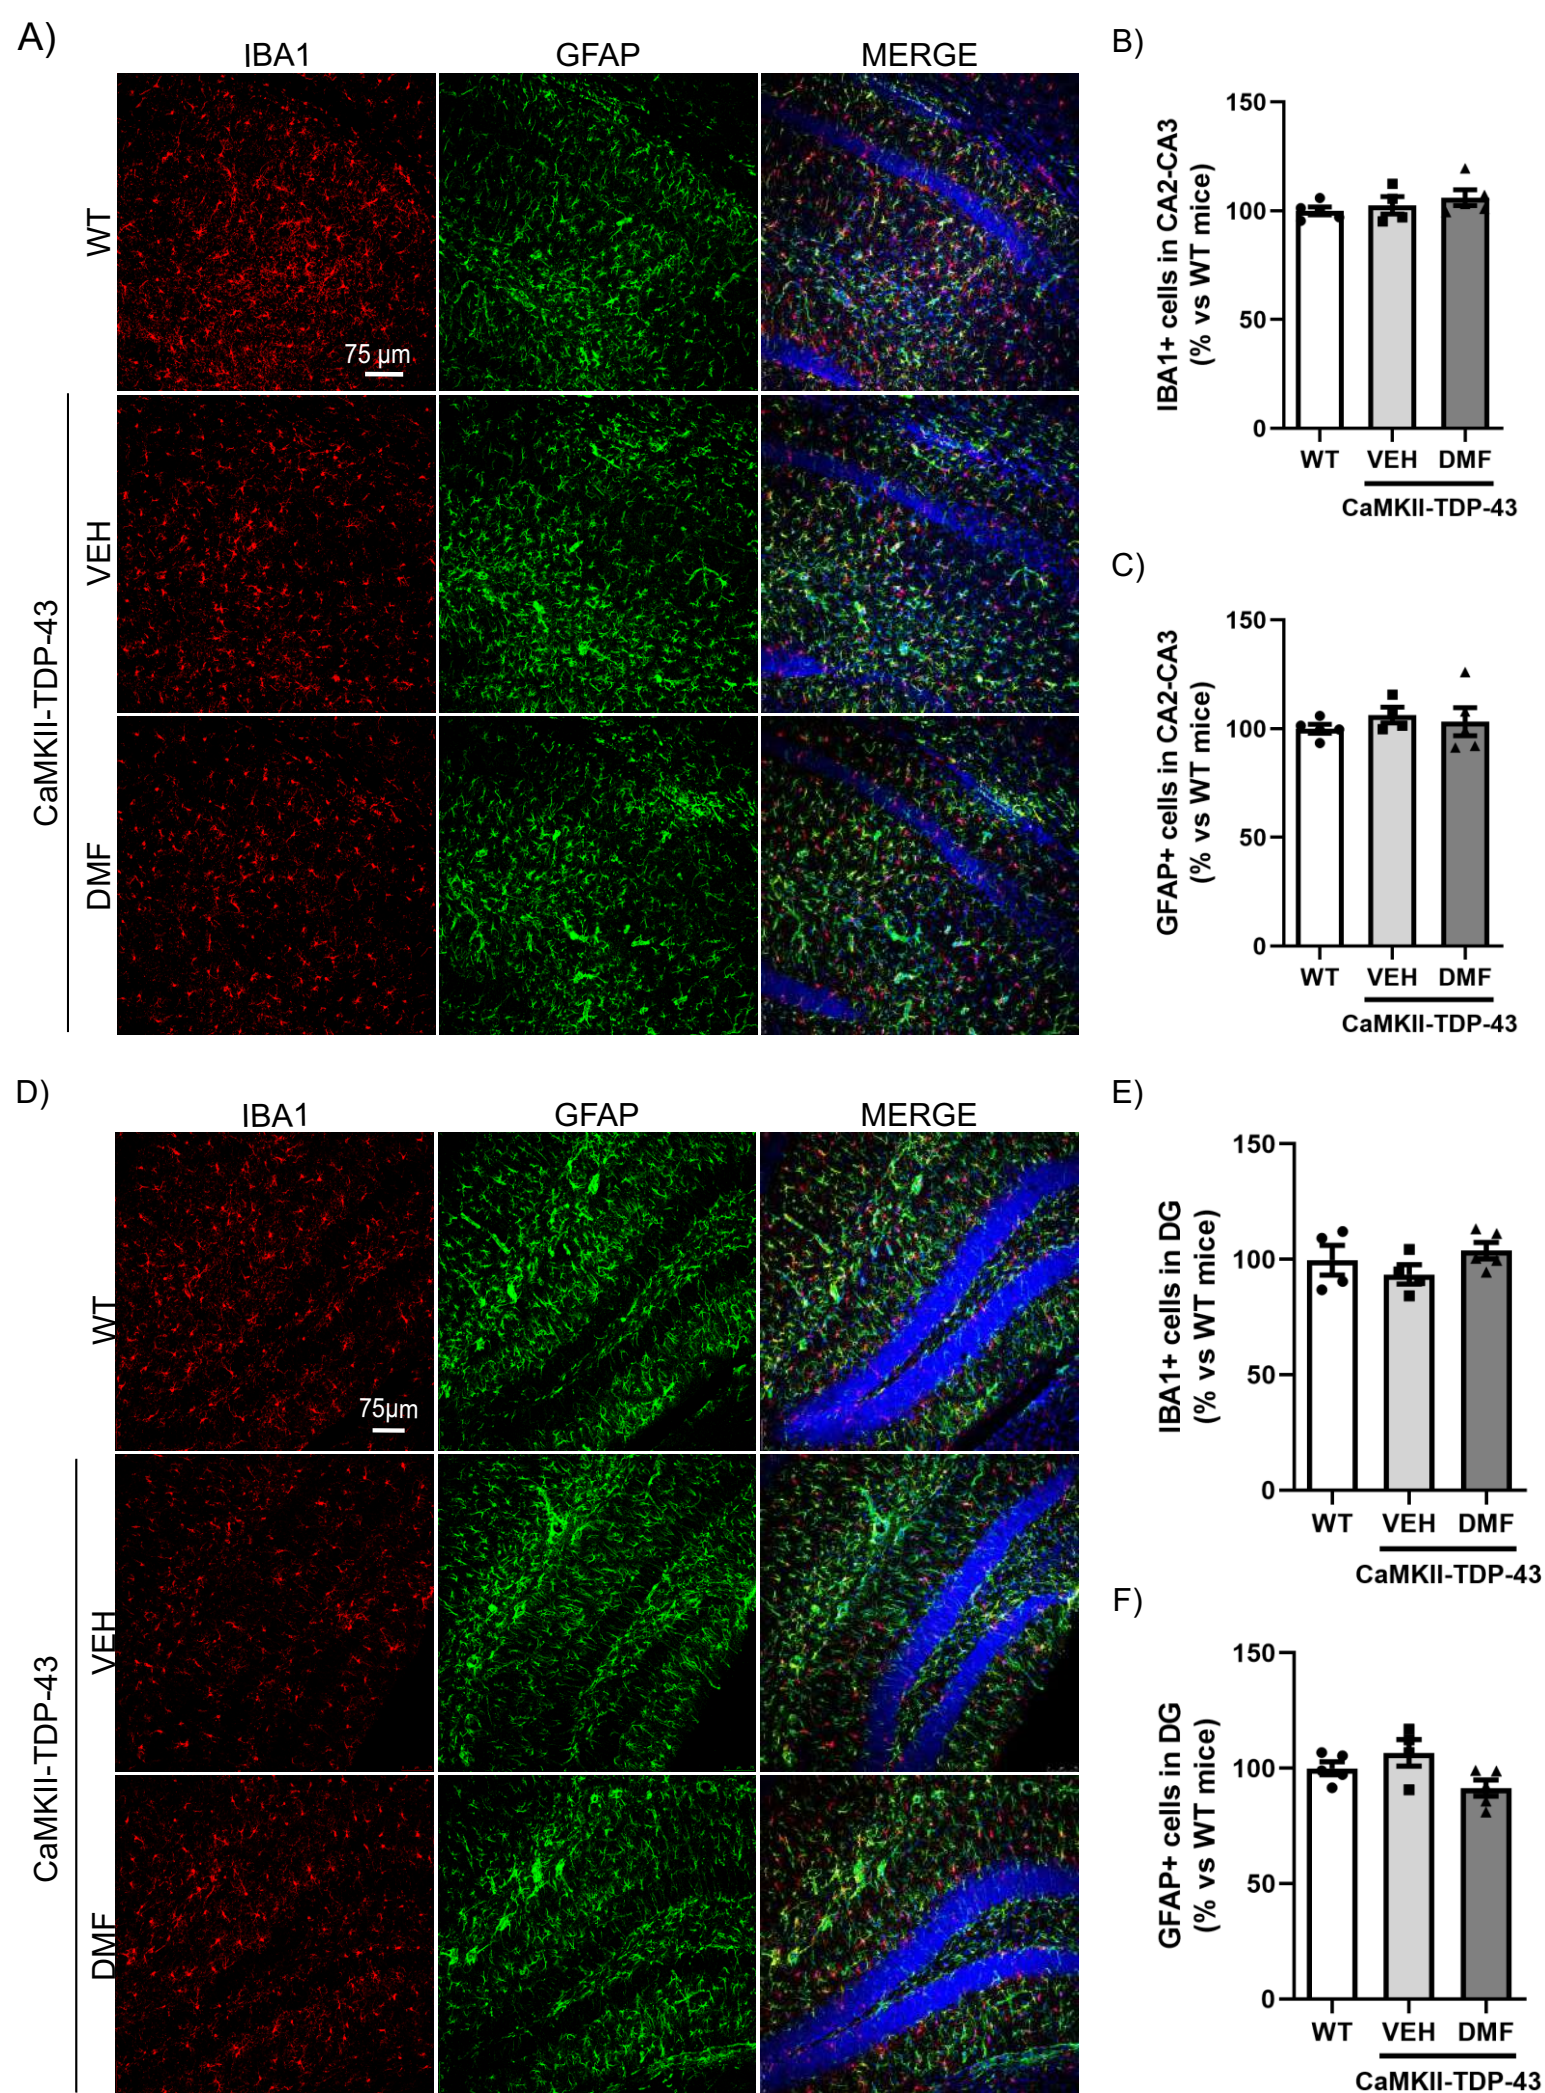 A)
IBA1 GFAP MERGE
WT
75 µm
CaMKII-TDP-43
VEH
DMF
B)
IBA1+ cells in CA2-CA3
(% vs WT mice)
150
100
50
0
WT VEH DMF
CaMKII-TDP-43
C)
GFAP+ cells in CA2-CA3
(% vs WT mice)
150
100
50
0
WT VEH DMF
CaMKII-TDP-43
D)
IBA1 GFAP MERGE
WT
75µm
CaMKII-TDP-43
VEH
DMF
E)
IBA1+ cells in DG
(% vs WT mice)
150
100
50
0
WT VEH DMF
CaMKII-TDP-43
F)
GFAP+ cells in DG
(% vs WT mice)
150
100
50
0
WT VEH DMF
CaMKII-TDP-43